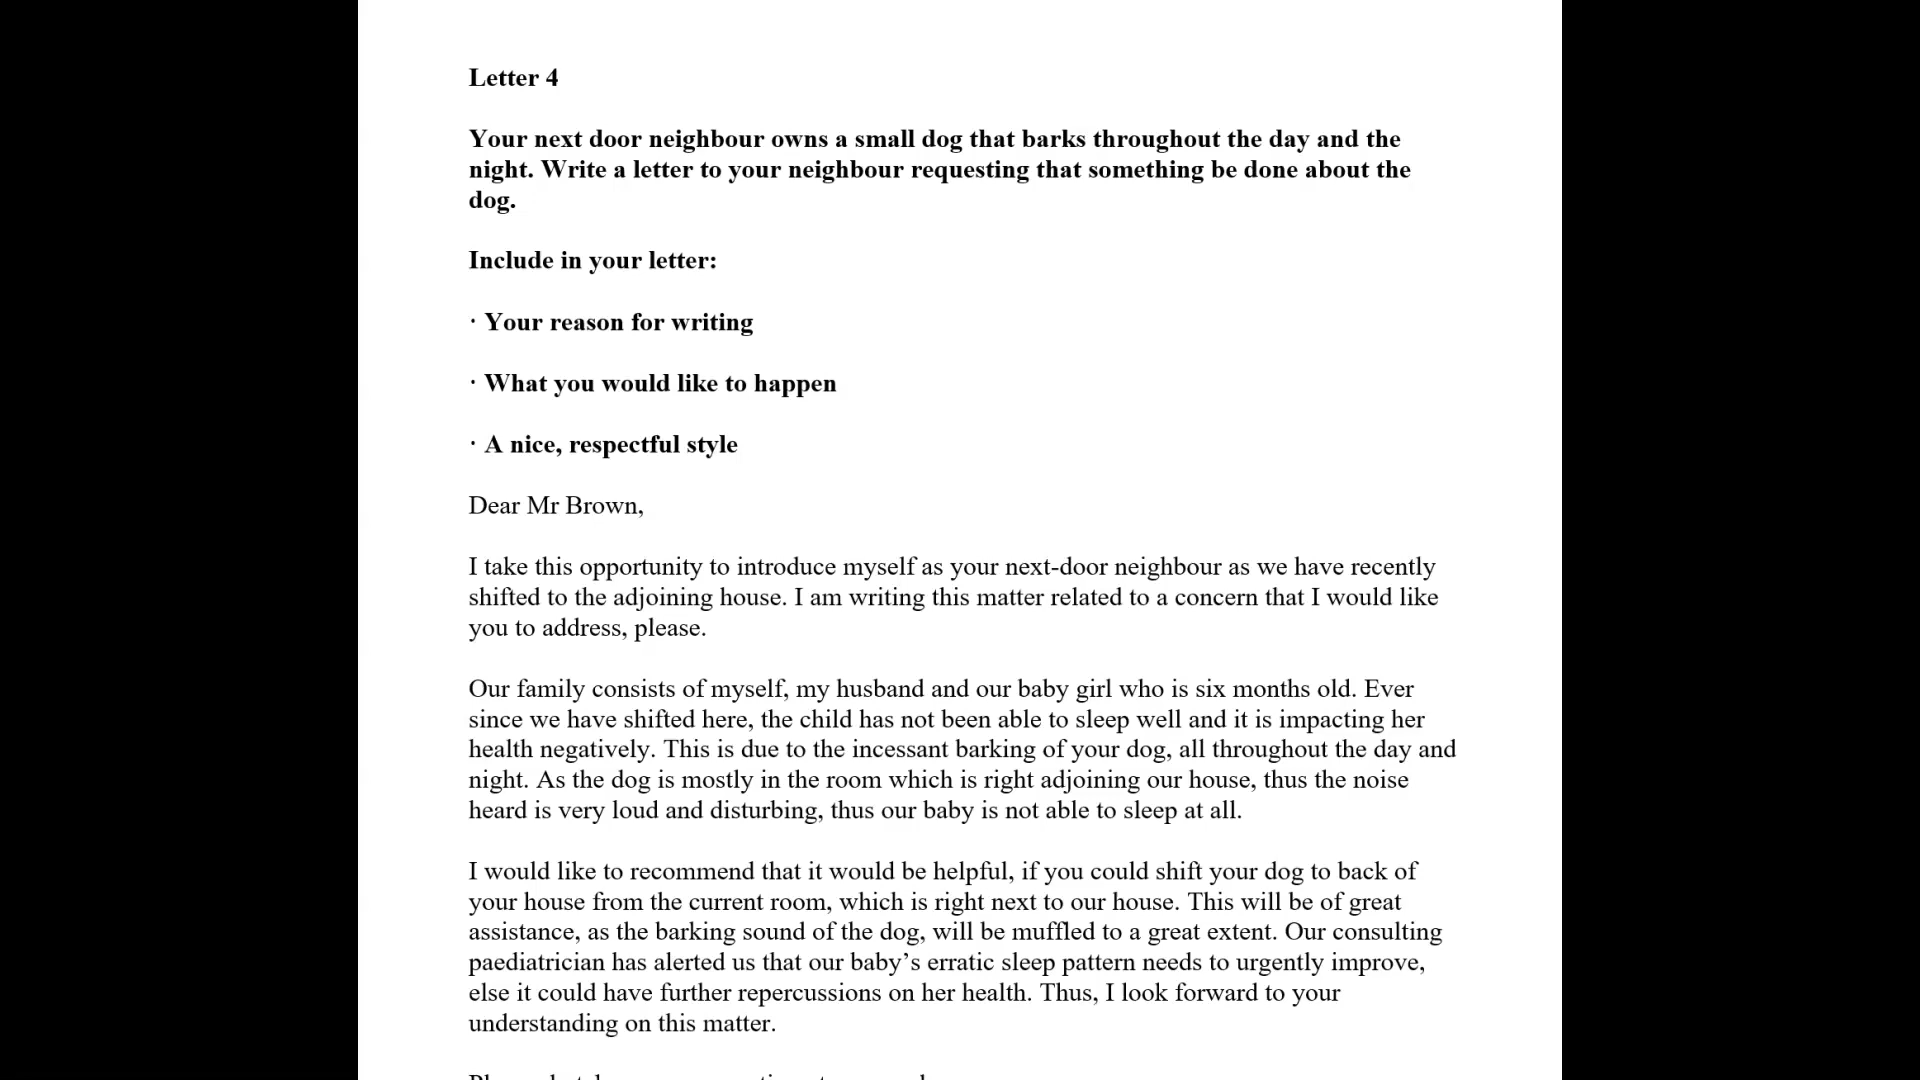 Letter 4
Your next door neighbour owns a small dog that barks throughout the day and the
night. Write a letter to your neighbour requesting that something be done about the
dog.
Include in your letter:
· Your reason for writing
· What you would like to happen
· A nice, respectful style
Dear Mr Brown,
I take this opportunity to introduce myself as your next-door neighbour as we have recently
shifted to the adjoining house. I am writing this matter related to a concern that I would like
you to address, please.
Our family consists of myself, my husband and our baby girl who is six months old. Ever
since we have shifted here, the child has not been able to sleep well and it is impacting her
health negatively. This is due to the incessant barking of your dog, all throughout the day and
night. As the dog is mostly in the room which is right adjoining our house, thus the noise
heard is very loud and disturbing, thus our baby is not able to sleep at all.
I would like to recommend that it would be helpful, if you could shift your dog to back of
your house from the current room, which is right next to our house. This will be of great
assistance, as the barking sound of the dog, will be muffled to a great extent. Our consulting
paediatrician has alerted us that our baby’s erratic sleep pattern needs to urgently improve,
else it could have further repercussions on her health. Thus, I look forward to your
understanding on this matter.